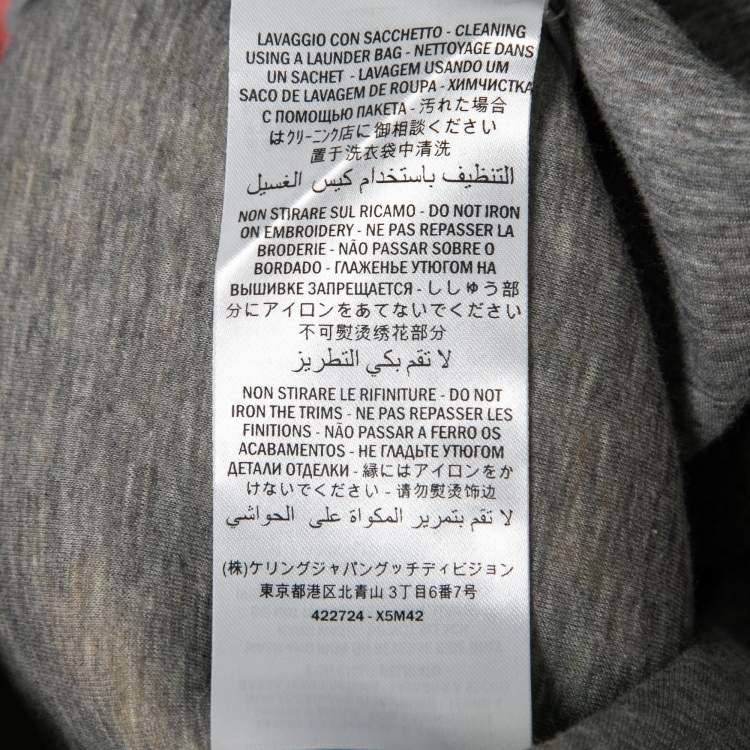 LAVAGGIO CON SACCHETTO - CLEANING
USING A LAUNDER BAG - NETTOYAGE DANS
UN SACHET - LAVAGEM USANDO UM
SACO DE LAVAGEM DE ROUPA - ХИМЧИСТКА
С ПОМОЩЬЮ ПАКЕТА - 汚れた場合
はクリーニング店に御相談ください
置于洗衣袋中清洗
التنظيف باستخدام كيس الغسيل
NON STIRARE SUL RICAMO - DO NOT IRON
ON EMBROIDERY - NE PAS REPASSER LA
BRODERIE - NÃO PASSAR SOBRE O
BORDADO - ГЛАЖЕНЬЕ УТЮГОМ НА
ВЫШИВКЕ ЗАПРЕЩАЕТСЯ - ししゅう部
分にアイロンをあてないでください
不可熨烫绣花部分
لا تقم بكي التطريز
NON STIRARE LE RIFINITURE - DO NOT
IRON THE TRIMS - NE PAS REPASSER LES
FINITIONS - NÃO PASSAR A FERRO OS
ACABAMENTOS - НЕ ГЛАДЬТЕ УТЮГОМ
ДЕТАЛИ ОТДЕЛКИ - 縁にはアイロンをか
けないでください - 请勿熨烫饰边
لا تقم بتمرير المكواة على الحواشي
(株)ケリングジャパングッチディビジョン
東京都港区北青山 3丁目6番7号
422724 - X5M42